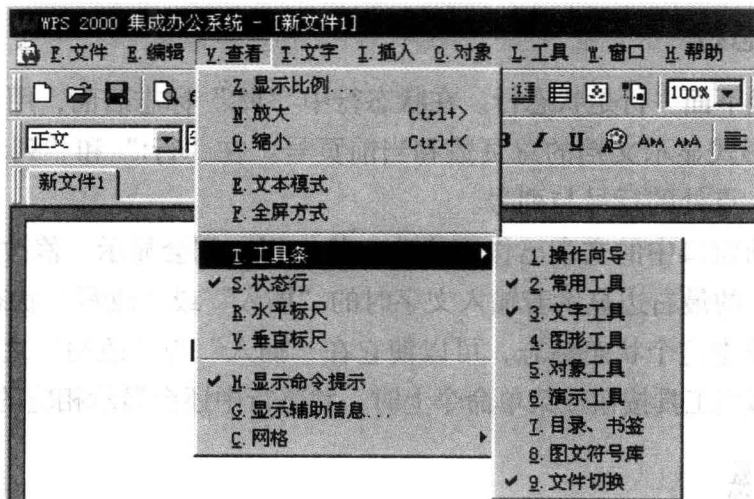 WPS 2000 集成办公系统 - [新文件1]
F.文件 E.编辑 V.查看 T.文字 I.插入 O.对象 L.工具 W.窗口 H.帮助
100%
正文
B I U
新文件1
Z.显示比例...
N.放大 Ctrl+>
O.缩小 Ctrl+<
E.文本模式
F.全屏方式
T.工具条
S.状态行
R.水平标尺
V.垂直标尺
H.显示命令提示
G.显示辅助信息...
C.网格
1.操作向导
2.常用工具
3.文字工具
4.图形工具
5.对象工具
6.演示工具
7.目录、书签
8.图文符号库
9.文件切换